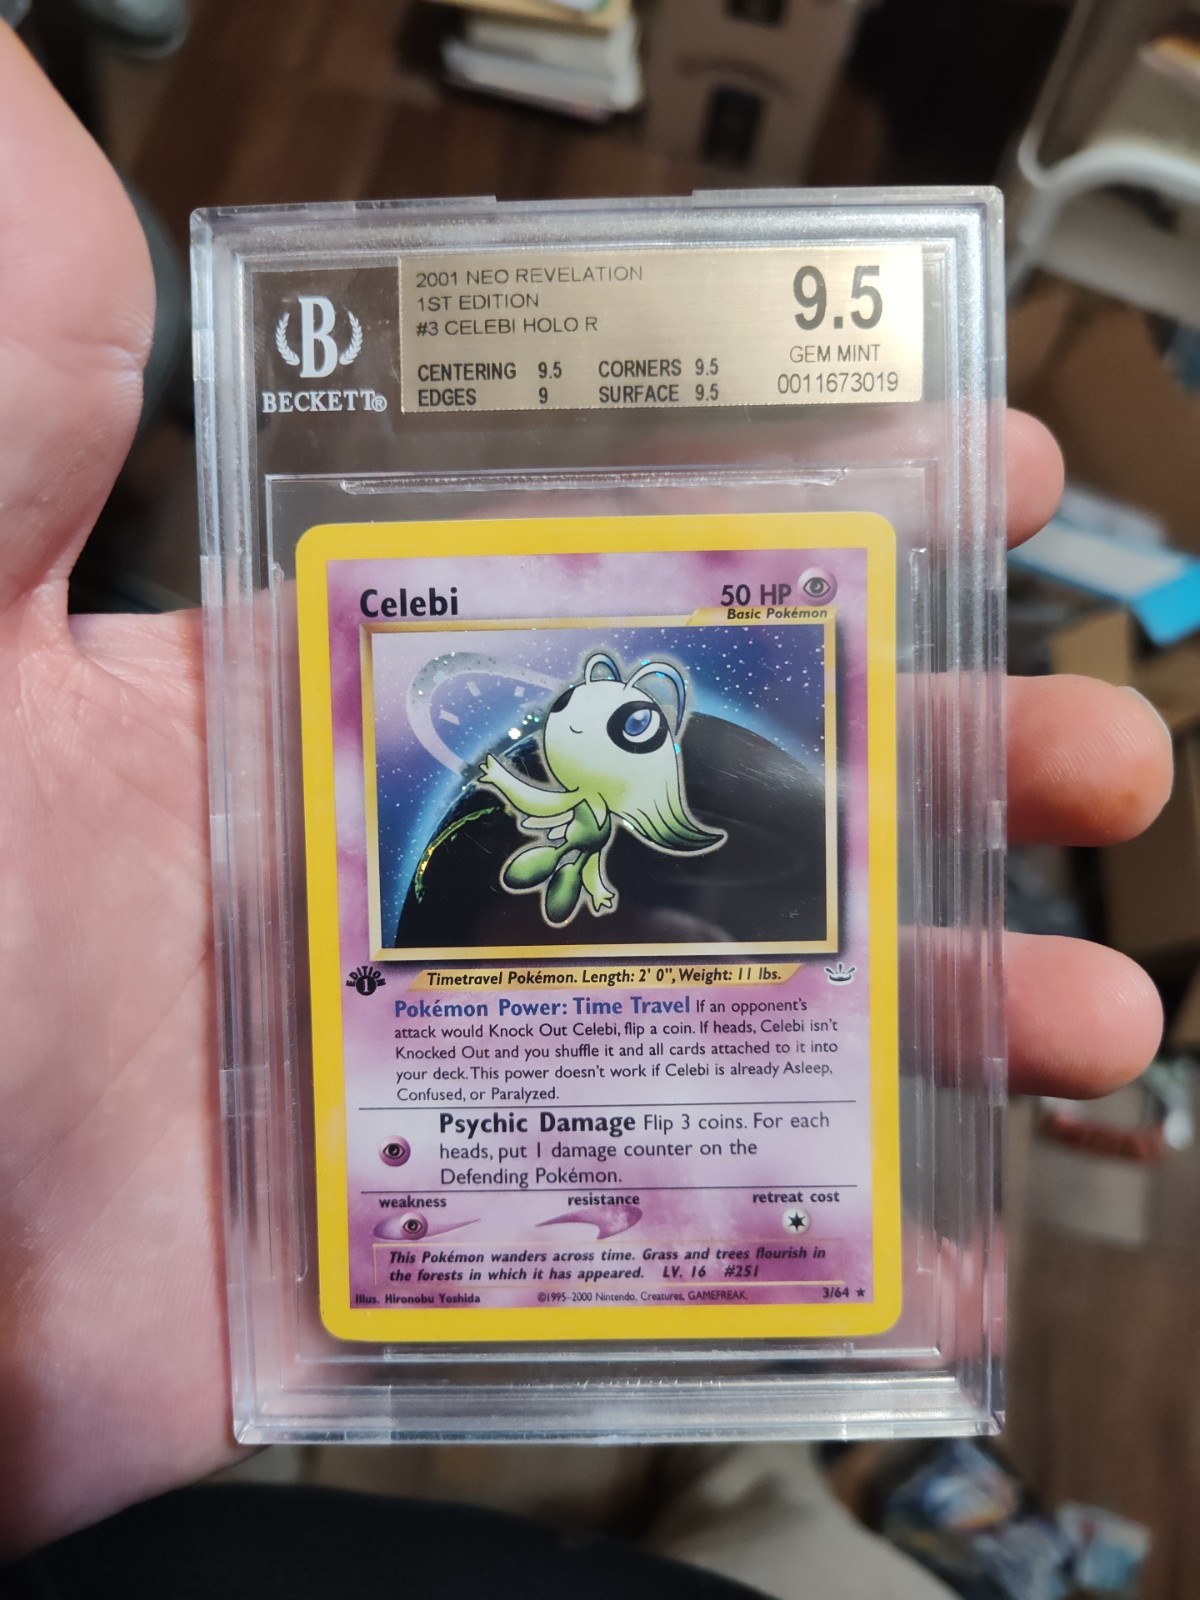 2001 NEO REVELATION
1ST EDITION
#3 CELEBI HOLO R
CENTERING 9.5 CORNERS 9.5
EDGES 9 SURFACE 9.5
9.5
GEM MINT
0011673019
B
BECKETT®
Celebi
50 HP
Basic Pokémon
EDITION
1
Timetravel Pokémon. Length: 2' 0", Weight: 11 lbs.
Pokémon Power: Time Travel If an opponent's
attack would Knock Out Celebi, flip a coin. If heads, Celebi isn't
Knocked Out and you shuffle it and all cards attached to it into
your deck. This power doesn't work if Celebi is already Asleep,
Confused, or Paralyzed.
Psychic Damage Flip 3 coins. For each
heads, put 1 damage counter on the
Defending Pokémon.
weakness resistance retreat cost
This Pokémon wanders across time. Grass and trees flourish in
the forests in which it has appeared. LV. 16 #251
Illus. Hironobu Yoshida ©1995-2000 Nintendo, Creatures, GAMEFREAK. 3/64 ★